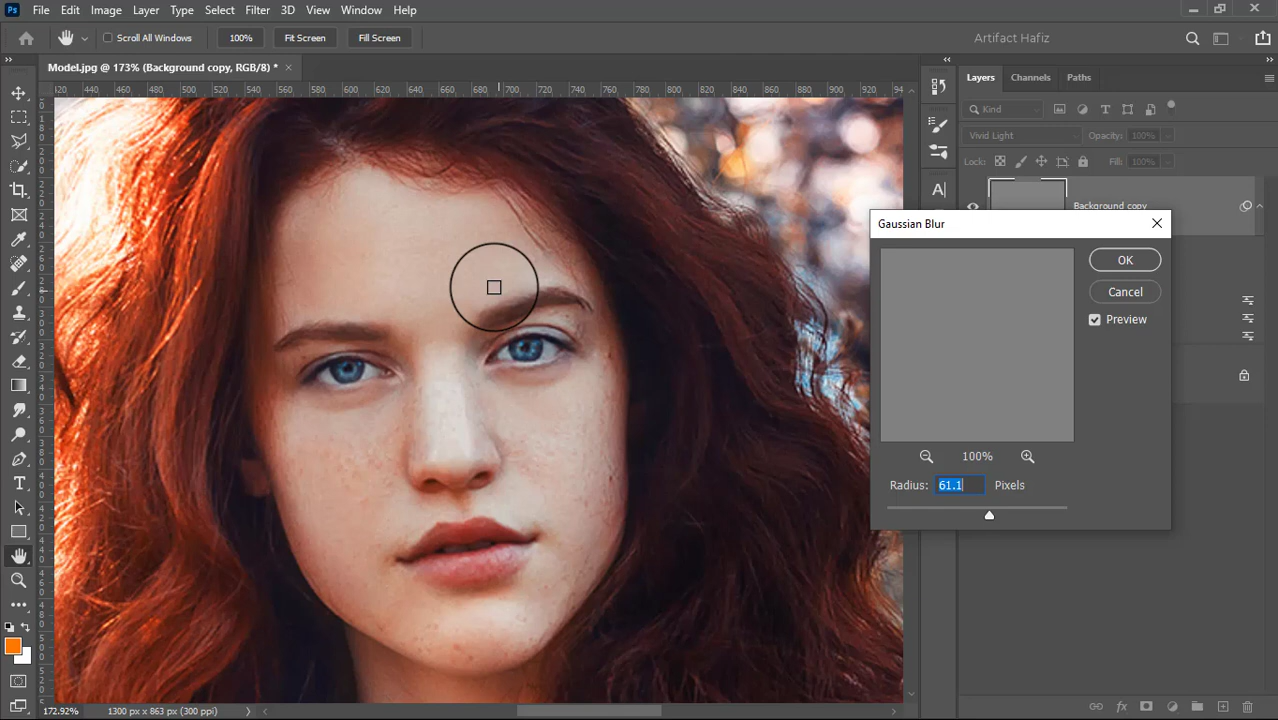 Ps File Edit Image Layer Type Select Filter 3D View Window Help
Scroll All Windows 100% Fit Screen Fill Screen Artifact Hafiz
Model.jpg @ 173% (Background copy, RGB/8) *
Layers Channels Paths
Kind
Vivid Light Opacity: 100%
Lock: Fill: 100%
Background copy
Gaussian Blur
OK
Cancel
Preview
100%
Radius: 61.1 Pixels
172.92% 1300 px x 863 px (300 ppi)